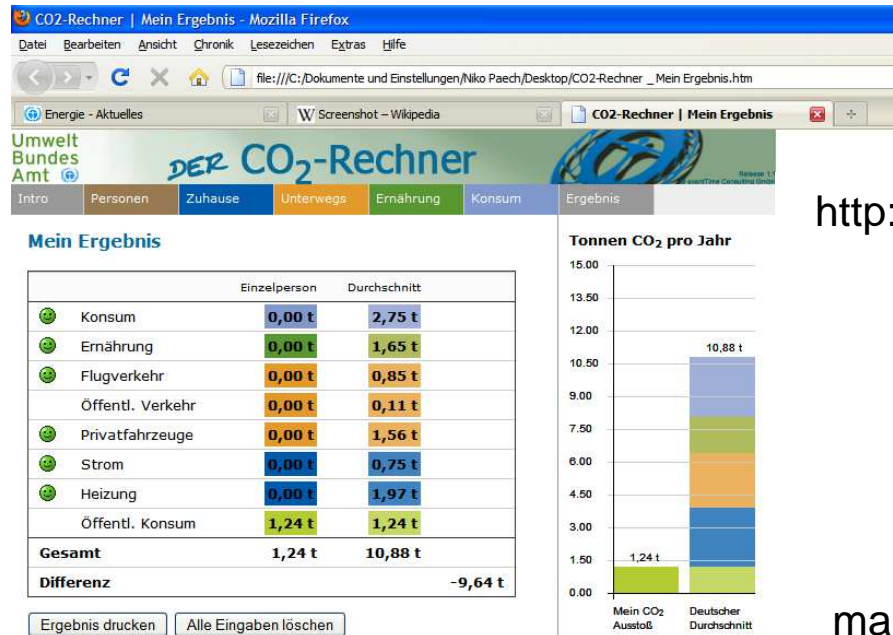 CO2-Rechner | Mein Ergebnis - Mozilla Firefox
Datei Bearbeiten Ansicht Chronik Lesezeichen Extras Hilfe
file:///C:/Dokumente und Einstellungen/Niko Paech/Desktop/CO2-Rechner _ Mein Ergebnis.htm
Energie - Aktuelles W Screenshot – Wikipedia CO2-Rechner | Mein Ergebnis
Umwelt
Bundes
Amt
DER CO2-Rechner
Intro Personen Zuhause Unterwegs Ernährung Konsum Ergebnis
http:
Mein Ergebnis
Einzelperson Durchschnitt
Konsum 0,00 t 2,75 t
Ernährung 0,00 t 1,65 t
Flugverkehr 0,00 t 0,85 t
Öffentl. Verkehr 0,00 t 0,11 t
Privatfahrzeuge 0,00 t 1,56 t
Strom 0,00 t 0,75 t
Heizung 0,00 t 1,97 t
Öffentl. Konsum 1,24 t 1,24 t
Gesamt 1,24 t 10,88 t
Differenz -9,64 t
Ergebnis drucken Alle Eingaben löschen
Tonnen CO2 pro Jahr
15.00
13.50
12.00
10,88 t
10.50
9.00
7.50
6.00
4.50
3.00
1.50
1,24 t
0.00
Mein CO2 Deutscher
Ausstoß Durchschnitt
ma